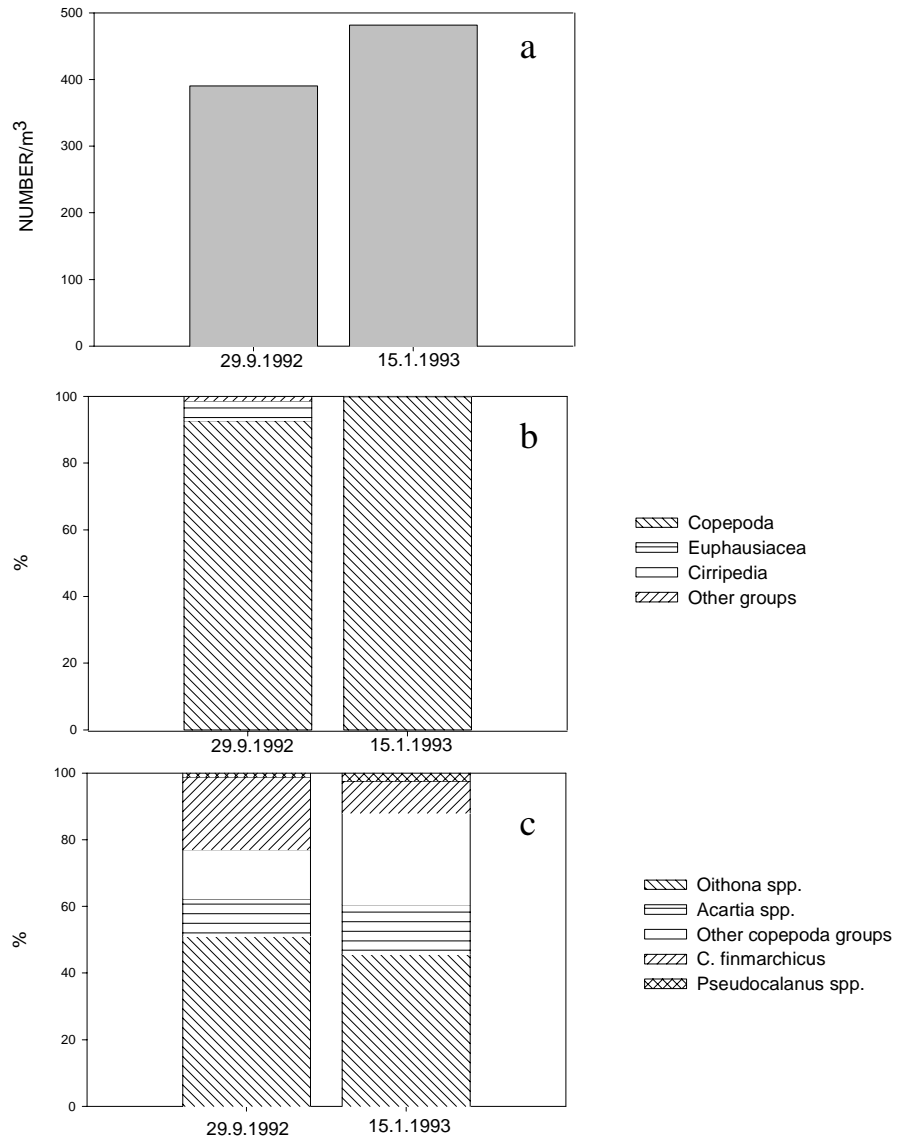 500
a
400
300
NUMBER/m³
200
100
0
29.9.1992 15.1.1993
100
b
80
60
%
40
20
0
29.9.1992 15.1.1993
Copepoda
Euphausiacea
Cirripedia
Other groups
100
c
80
60
%
40
20
0
29.9.1992 15.1.1993
Oithona spp.
Acartia spp.
Other copepoda groups
C. finmarchicus
Pseudocalanus spp.